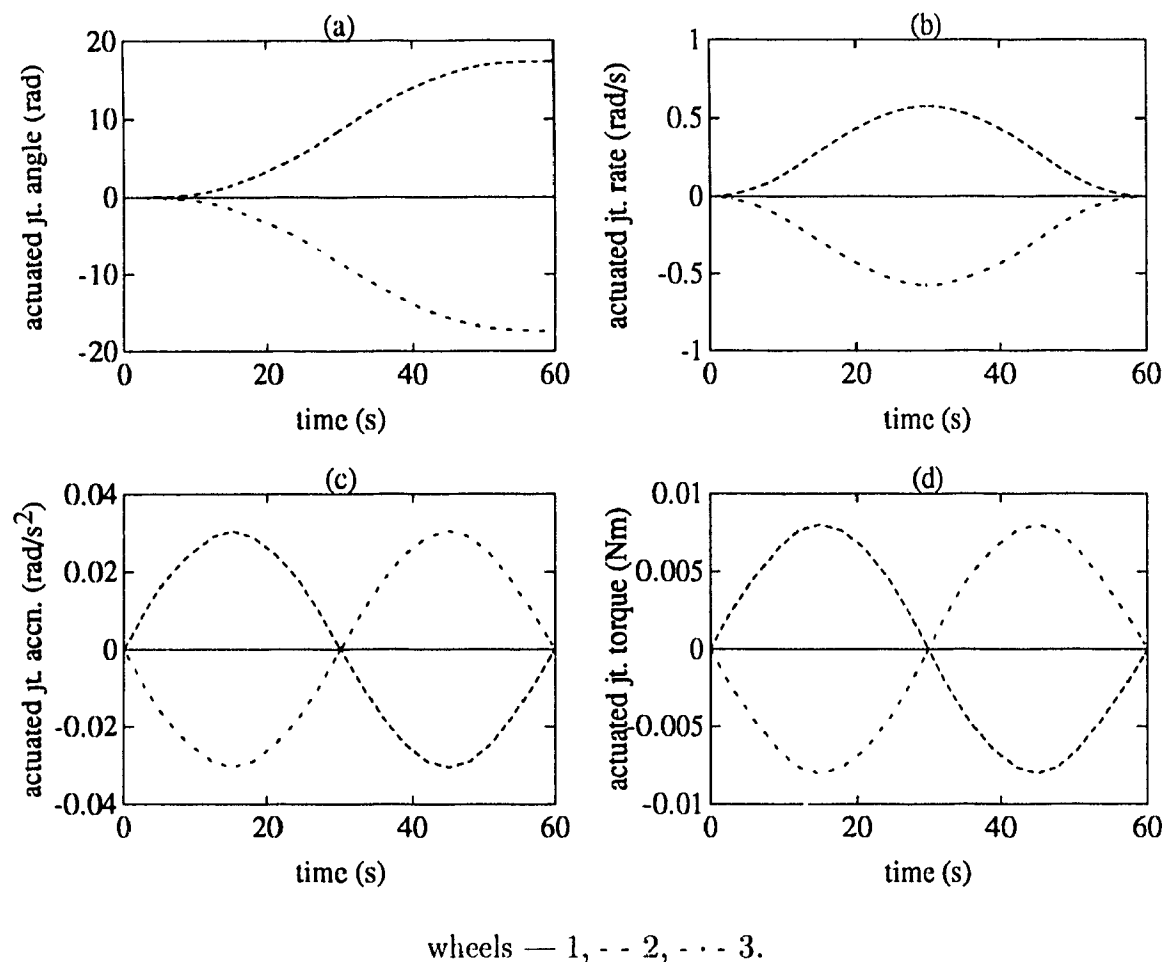 (a)
20
10
0
-10
-20
actuated jt. angle (rad)
0 20 40 60
time (s)
(b)
1
0.5
0
-0.5
-1
actuated jt. rate (rad/s)
0 20 40 60
time (s)
(c)
0.04
0.02
0
-0.02
-0.04
actuated jt. accn. (rad/s²)
0 20 40 60
time (s)
(d)
0.01
0.005
0
-0.005
-0.01
actuated jt. torque (Nm)
0 20 40 60
time (s)
wheels — 1, - - 2, - · · - 3.